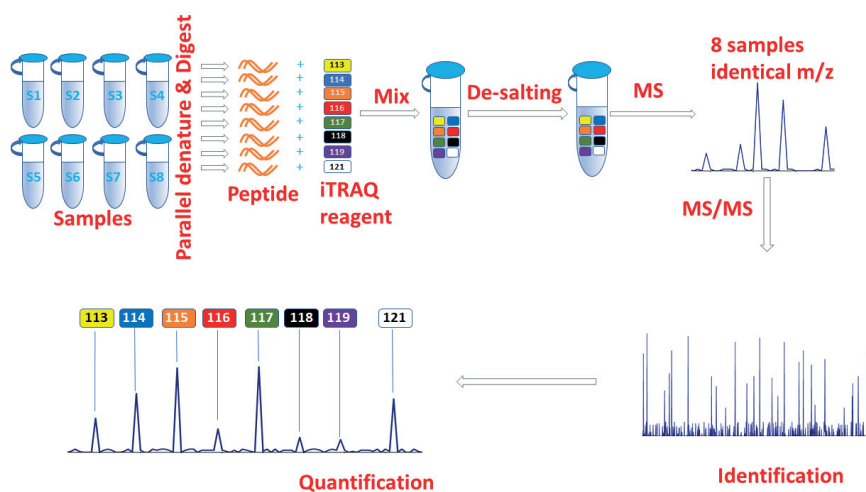 S1 S2 S3 S4
S5 S6 S7 S8
Samples
Parallel denature & Digest
+
+
+
+
+
+
+
+
Peptide
113
114
115
116
117
118
119
121
iTRAQ
reagent
Mix
De-salting
MS
8 samples
identical m/z
MS/MS
Identification
113 114 115 116 117 118 119 121
Quantification